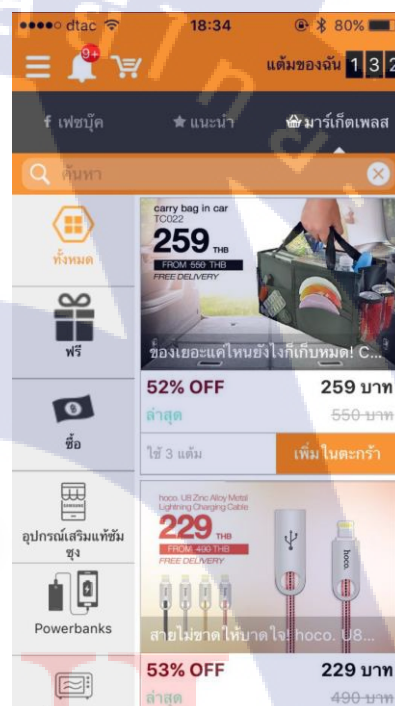 dtac 18:34 80%
9+
แต้มของฉัน 1 3 2
f เฟซบุ๊ค ★ แนะนำ มาร์เก็ตเพลส
ค้นหา
ทั้งหมด
ฟรี
ซื้อ
อุปกรณ์เสริมแท้ซัม
ซุง
Powerbanks
carry bag in car
TC022
259 THB
FROM 550 THB
FREE DELIVERY
ของเยอะแค่ไหนยังไงก็เก็บหมด! C...
52% OFF 259 บาท
ล่าสุด 550 บาท
ใช้ 3 แต้ม เพิ่มในตะกร้า
hoco. U8 Zinc Alloy Metal
Lightning Charging Cable
229 THB
FROM 490 THB
FREE DELIVERY
hoco.
สายไม่ขาดให้บาดใจ! hoco. U8...
53% OFF 229 บาท
ล่าสุด 490 บาท